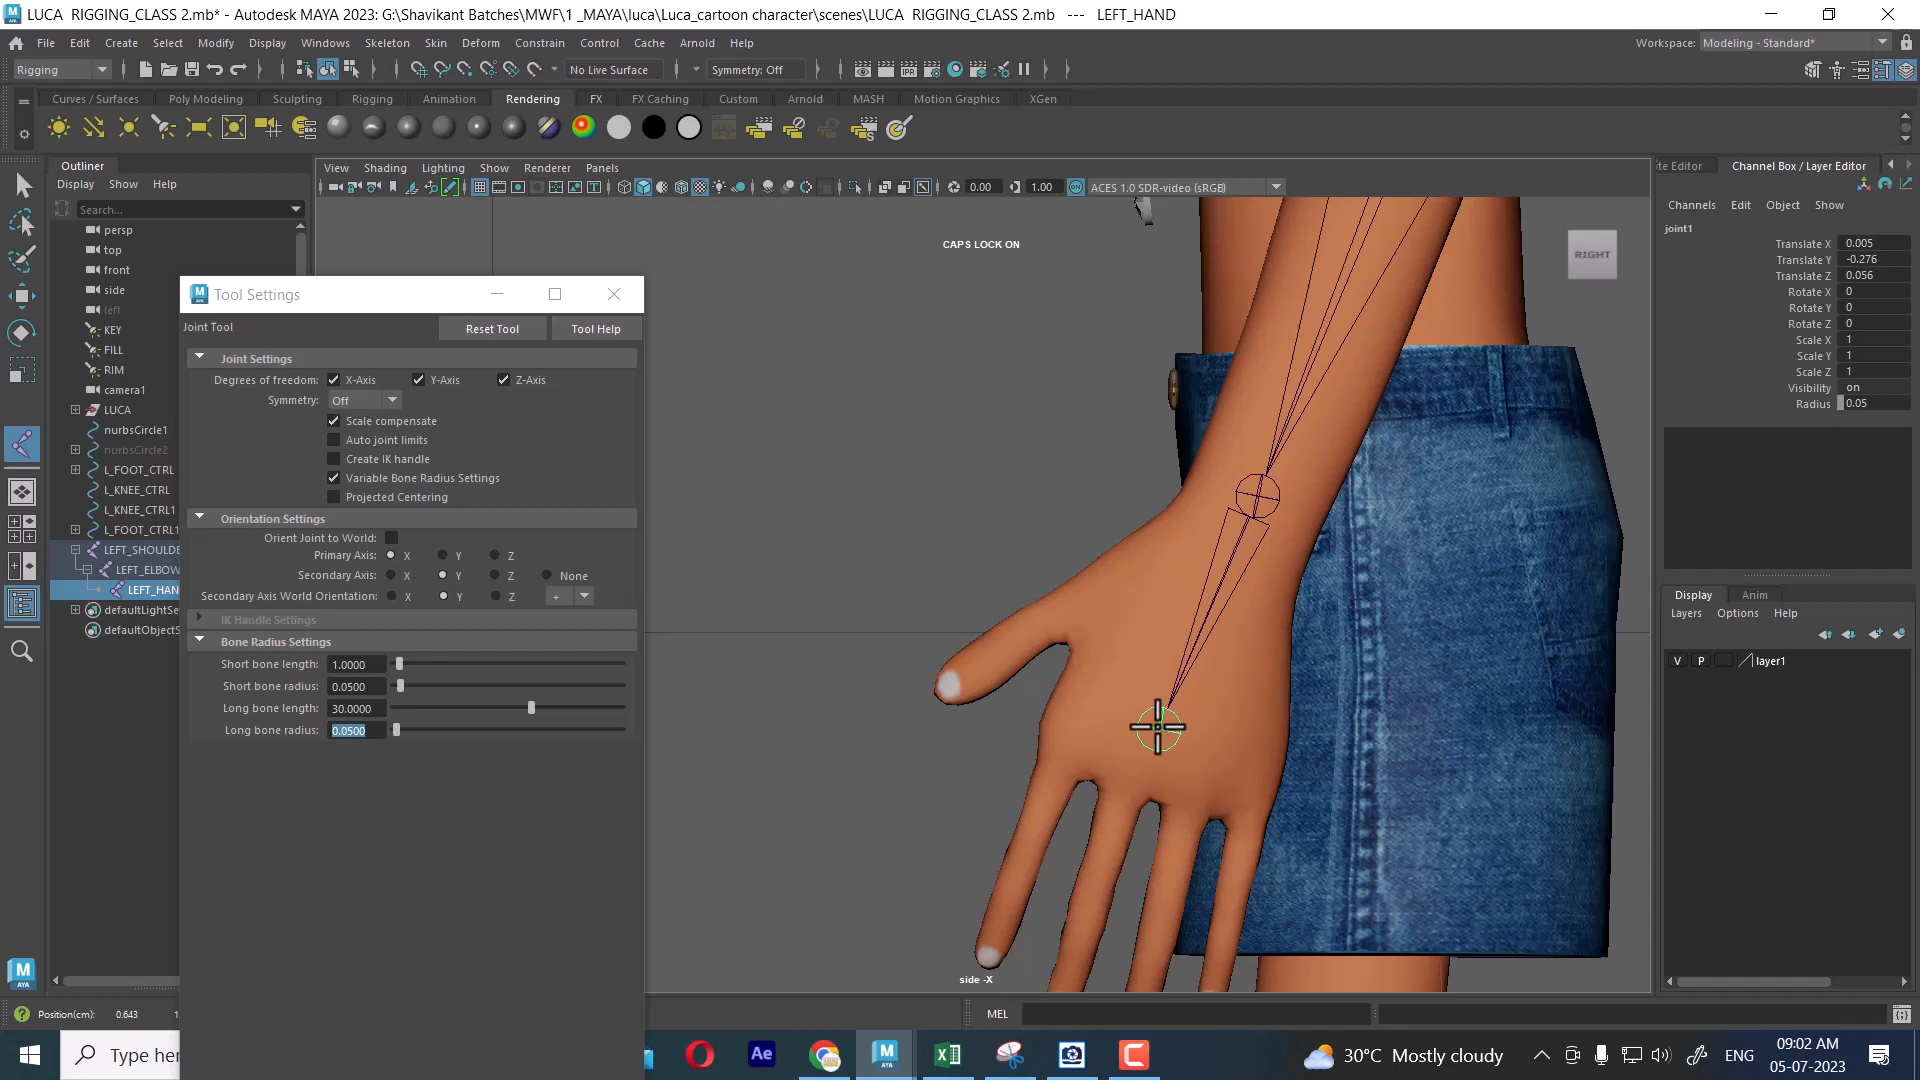 LUCA RIGGING_CLASS 2.mb* - Autodesk MAYA 2023: G:\Shavikant Batches\MWF\1 _MAYA\luca\Luca_cartoon character\scenes\LUCA RIGGING_CLASS 2.mb --- LEFT_HAND
File Edit Create Select Modify Display Windows Skeleton Skin Deform Constrain Control Cache Arnold Help
Workspace: Modeling - Standard*
Rigging No Live Surface Symmetry: Off
Curves / Surfaces Poly Modeling Sculpting Rigging Animation Rendering FX FX Caching Custom Arnold MASH Motion Graphics XGen
Outliner
Display Show Help
Search...
persp
top
front
side
left
KEY
FILL
RIM
camera1
LUCA
nurbsCircle1
nurbsCircle2
L_FOOT_CTRL
L_KNEE_CTRL
L_KNEE_CTRL1
L_FOOT_CTRL1
LEFT_SHOULDE
LEFT_ELBOW
LEFT_HAN
defaultLightSe
defaultObjectS
View Shading Lighting Show Renderer Panels
0.00 1.00 ACES 1.0 SDR-video (sRGB)
CAPS LOCK ON
RIGHT
side -X
Tool Settings
Joint Tool Reset Tool Tool Help
Joint Settings
Degrees of freedom: X-Axis Y-Axis Z-Axis
Symmetry: Off
Scale compensate
Auto joint limits
Create IK handle
Variable Bone Radius Settings
Projected Centering
Orientation Settings
Orient Joint to World:
Primary Axis: X Y Z
Secondary Axis: X Y Z None
Secondary Axis World Orientation: X Y Z +
IK Handle Settings
Bone Radius Settings
Short bone length: 1.0000
Short bone radius: 0.0500
Long bone length: 30.0000
Long bone radius: 0.0500
te Editor Channel Box / Layer Editor
Channels Edit Object Show
joint1
Translate X 0.005
Translate Y -0.276
Translate Z 0.056
Rotate X 0
Rotate Y 0
Rotate Z 0
Scale X 1
Scale Y 1
Scale Z 1
Visibility on
Radius 0.05
Display Anim
Layers Options Help
V P layer1
Position(cm): 0.643 1
MEL
Type her
Ae
M
AYA
30°C Mostly cloudy
ENG
09:02 AM
05-07-2023